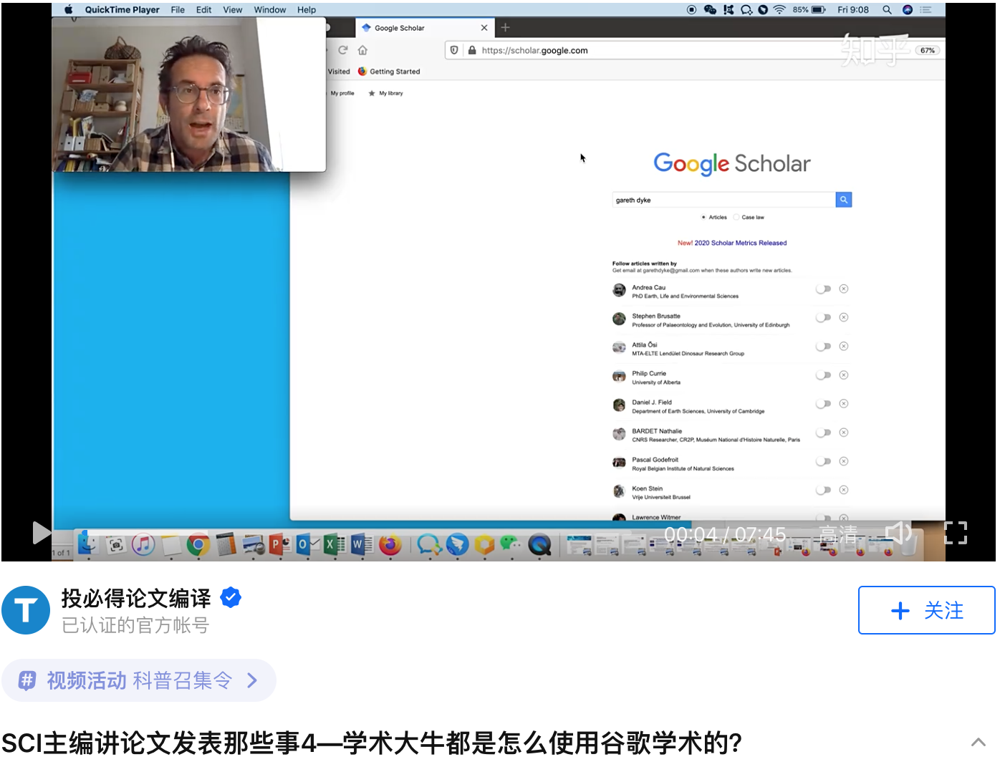 QuickTime Player File Edit View Window Help 85% Fri 9:08
Google Scholar
https://scholar.google.com 67%
知乎
Visited Getting Started
My profile My library
Google Scholar
gareth dyke
Articles Case law
New! 2020 Scholar Metrics Released
Follow articles written by
Get email at garethdyke@gmail.com when these authors write new articles.
Andrea Cau
PhD Earth, Life and Environmental Sciences
Stephen Brusatte
Professor of Palaeontology and Evolution, University of Edinburgh
Attila Ősi
MTA-ELTE Lendület Dinosaur Research Group
Philip Currie
University of Alberta
Daniel J. Field
Department of Earth Sciences, University of Cambridge
BARDET Nathalie
CNRS Researcher, CR2P, Muséum National d'Histoire Naturelle, Paris
Pascal Godefroit
Royal Belgian Institute of Natural Sciences
Koen Stein
Vrije Universiteit Brussel
Lawrence Witmer
1 of 1
00:04 / 07:45 高清
T
投必得论文编译
已认证的官方帐号
+ 关注
# 视频活动 科普召集令
SCI主编讲论文发表那些事4—学术大牛都是怎么使用谷歌学术的?